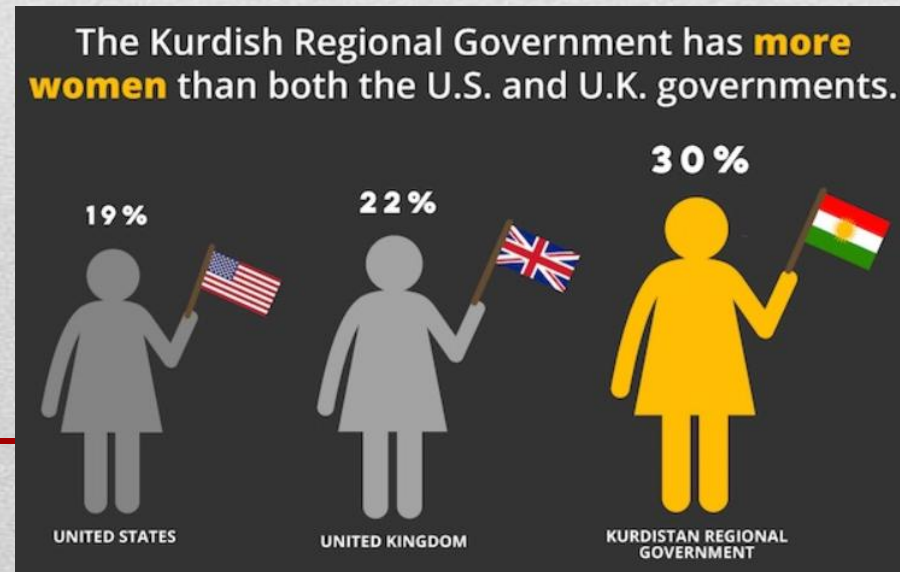 The Kurdish Regional Government has more
women than both the U.S. and U.K. governments.
19%
22%
30%
UNITED STATES
UNITED KINGDOM
KURDISTAN REGIONAL
GOVERNMENT